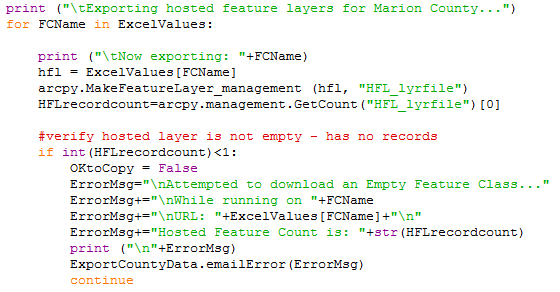 print ("\tExporting hosted feature layers for Marion County...")
for FCName in ExcelValues:
print ("\tNow exporting: "+FCName)
hfl = ExcelValues[FCName]
arcpy.MakeFeatureLayer_management (hfl, "HFL_lyrfile")
HFLrecordcount=arcpy.management.GetCount("HFL_lyrfile")[0]
#verify hosted layer is not empty - has no records
if int(HFLrecordcount)<1:
OKtoCopy = False
ErrorMsg="\nAttempted to download an Empty Feature Class..."
ErrorMsg+="\nWhile running on "+FCName
ErrorMsg+="\nURL: "+ExcelValues[FCName]+"\n"
ErrorMsg+="Hosted Feature Count is: "+str(HFLrecordcount)
print ("\n"+ErrorMsg)
ExportCountyData.emailError(ErrorMsg)
continue